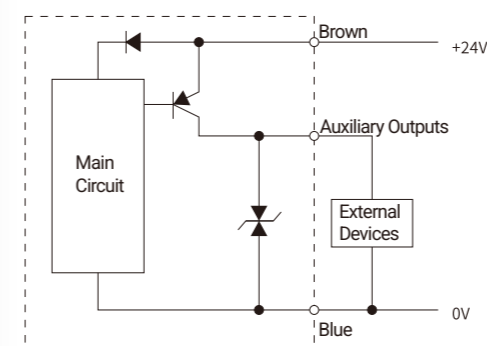 Brown
+24V
Auxiliary Outputs
Main
Circuit
External
Devices
0V
Blue